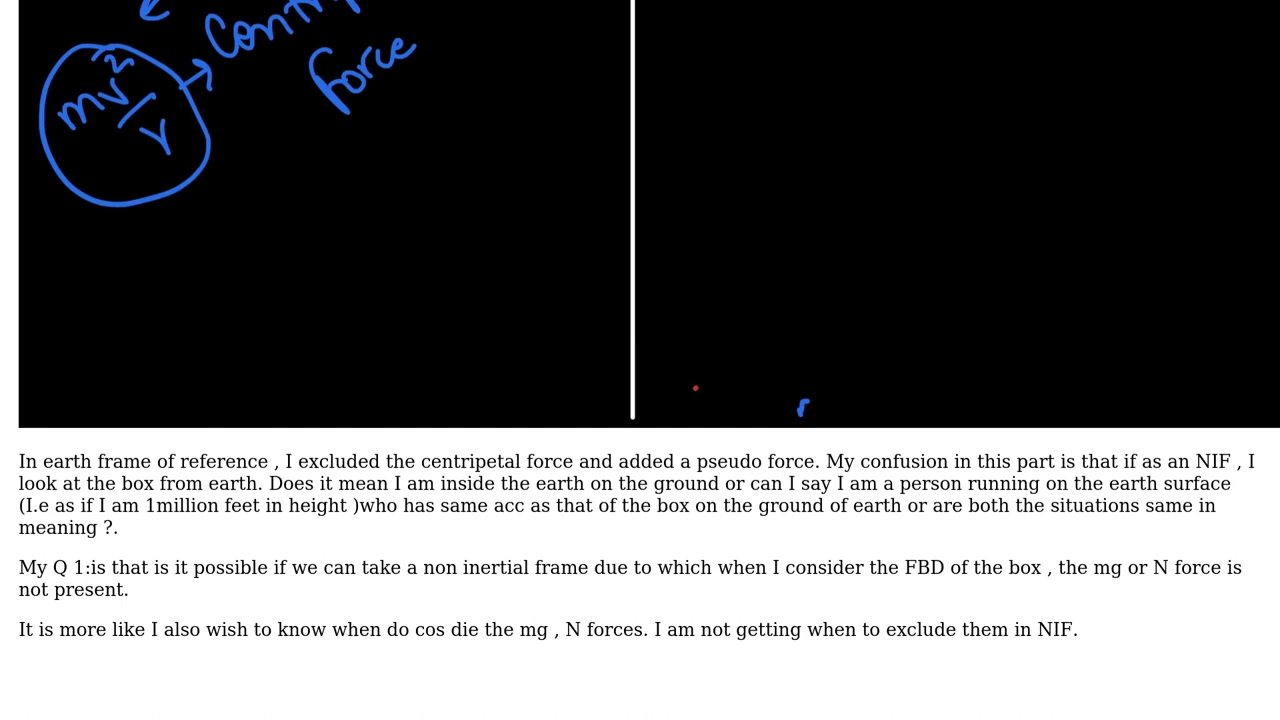 mv²/r → 
Force
In earth frame of reference , I excluded the centripetal force and added a pseudo force. My confusion in this part is that if as an NIF , I
look at the box from earth. Does it mean I am inside the earth on the ground or can I say I am a person running on the earth surface
(I.e as if I am 1million feet in height )who has same acc as that of the box on the ground of earth or are both the situations same in
meaning ?.
My Q 1:is that is it possible if we can take a non inertial frame due to which when I consider the FBD of the box , the mg or N force is
not present.
It is more like I also wish to know when do cos die the mg , N forces. I am not getting when to exclude them in NIF.